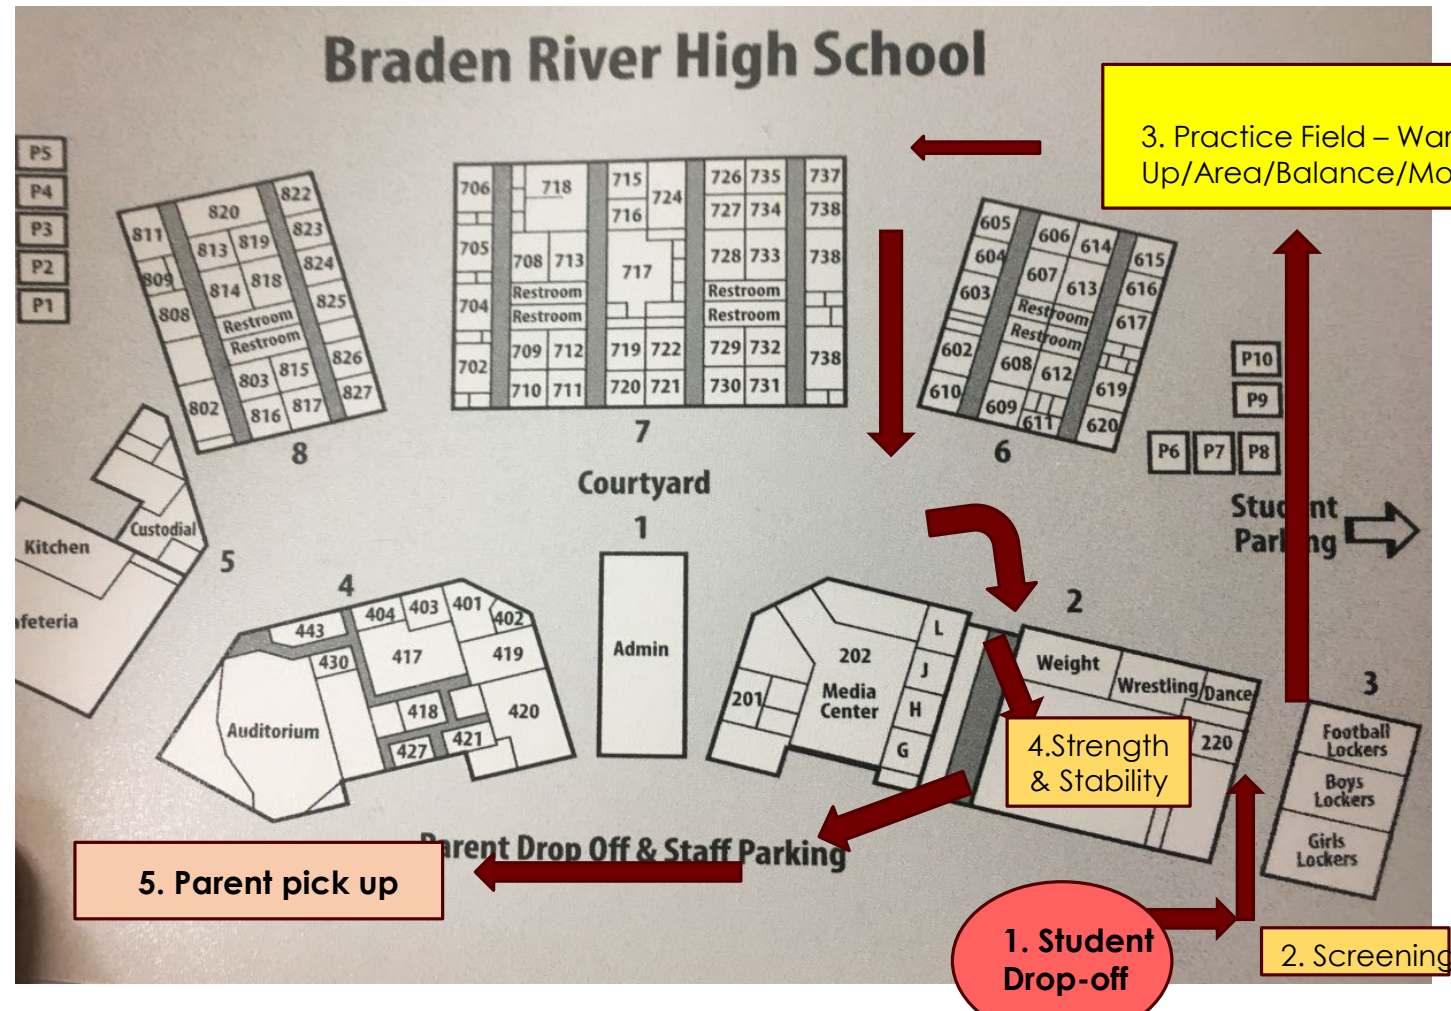 Braden River High School
3. Practice Field – War
Up/Area/Balance/Mo
P5
P4
P3
P2
P1
822
820
823
811
813 819
824
809
814 818
825
808
Restroom
Restroom
826
803 815
827
802
816 817
8
706
718
715
724
726 735
737
716
727 734
738
705
708 713
717
728 733
738
Restroom
Restroom
704
Restroom
Restroom
709 712
719 722
729 732
738
702
710 711
720 721
730 731
7
605
606
614
615
604
607
613
616
603
Restroom
617
Restroom
602
608
612
619
610
609
611
620
6
P10
P9
P6 P7 P8
Courtyard
Student
Parking
Kitchen
Custodial
5
afeteria
4
404 403 401
402
443
430
417
419
418
420
Auditorium
427
421
1
Admin
2
L
202
J
Media
Center
201
H
G
Weight
Wrestling/Dance
220
4.Strength
& Stability
3
Football
Lockers
Boys
Lockers
Girls
Lockers
Parent Drop Off & Staff Parking
5. Parent pick up
1. Student
Drop-off
2. Screening